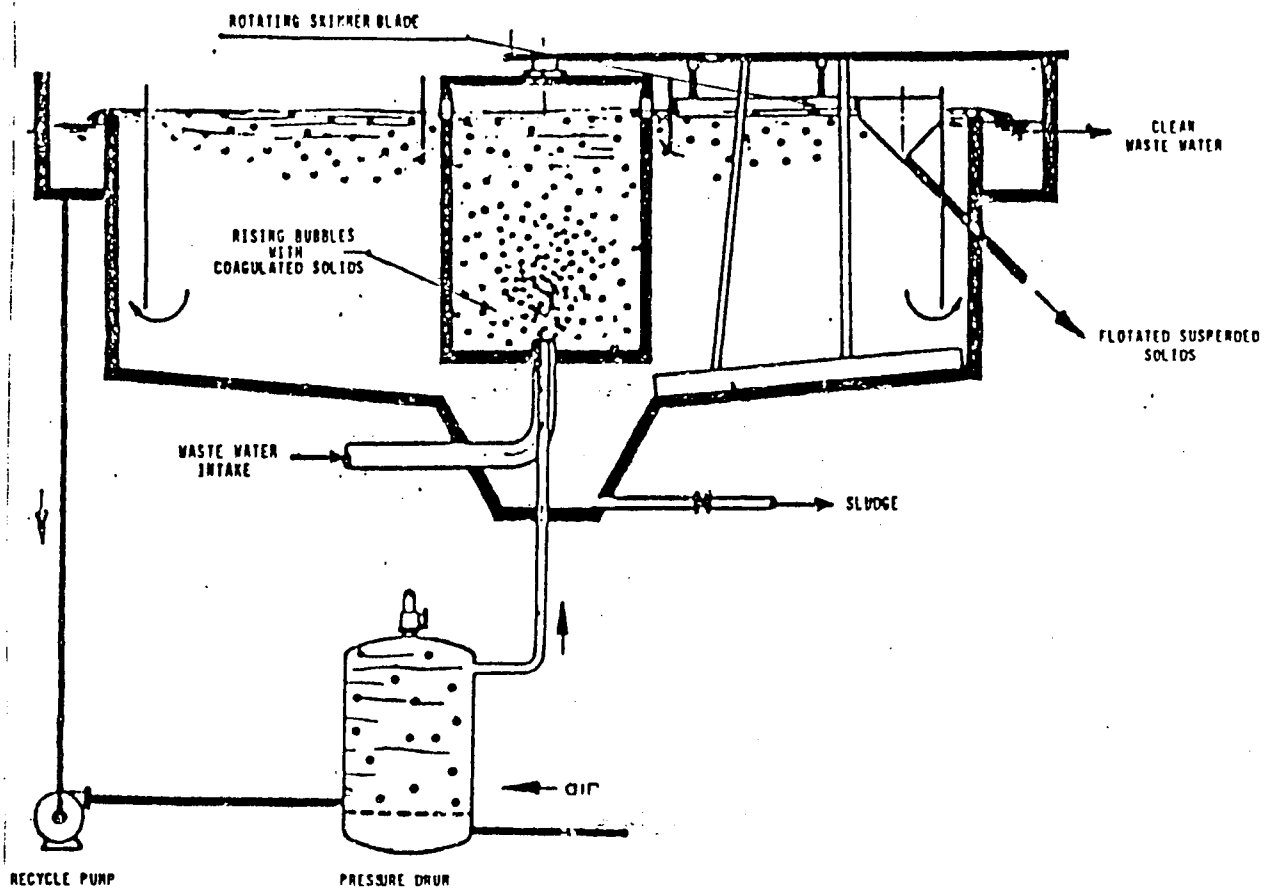 ROTATING SKIMMER BLADE
CLEAN
WASTE WATER
RISING BUBBLES
WITH
COAGULATED SOLIDS
FLOTATED SUSPENDED
SOLIDS
WASTE WATER
INTAKE
SLUDGE
air
RECYCLE PUMP
PRESSURE DRUM